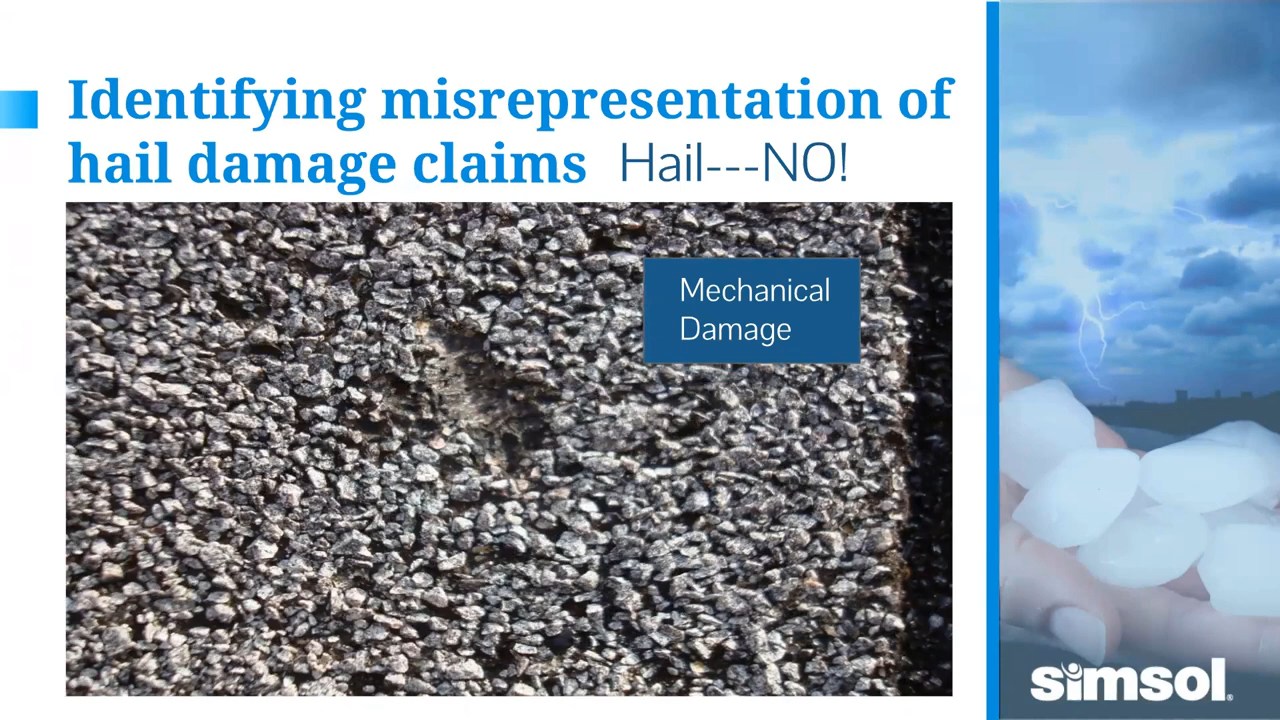 Identifying misrepresentation of
hail damage claims Hail---NO!
Mechanical
Damage
simsol®